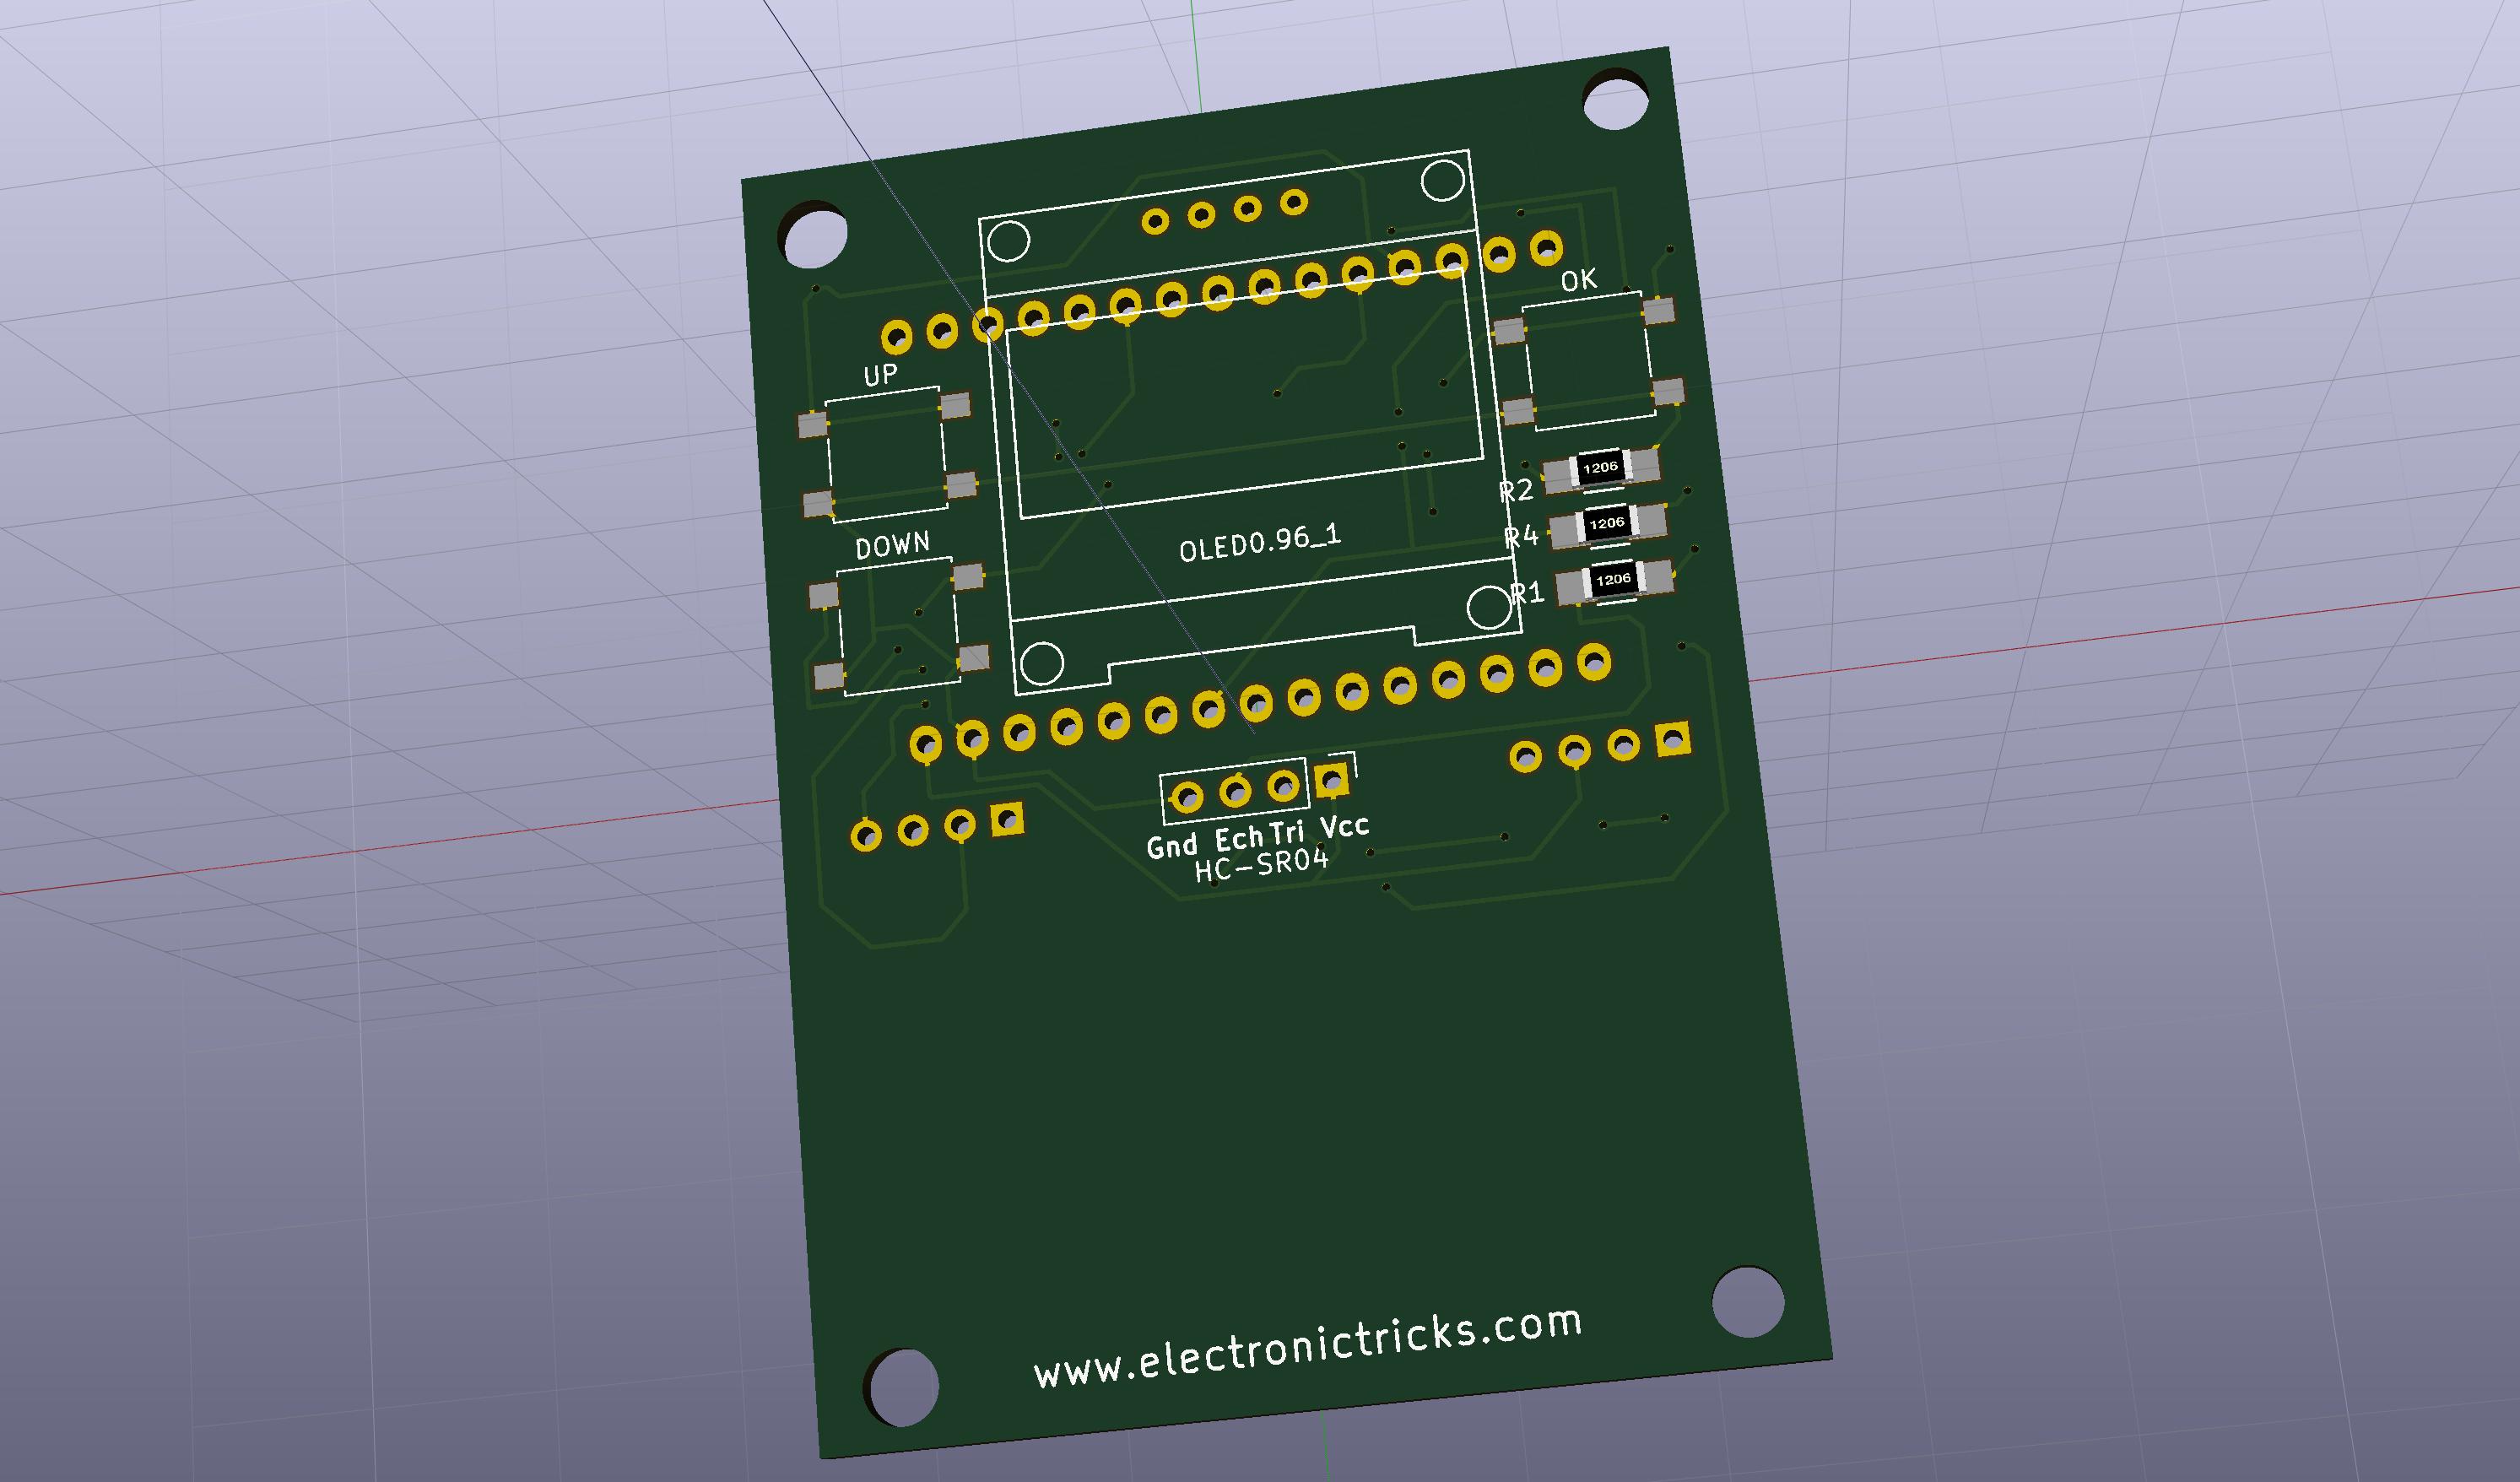 OK
UP
1206
R2
1206
R4
DOWN
OLED0.96_1
1206
R1
Gnd Ech Tri Vcc
HC-SR04
www.electronictricks.com